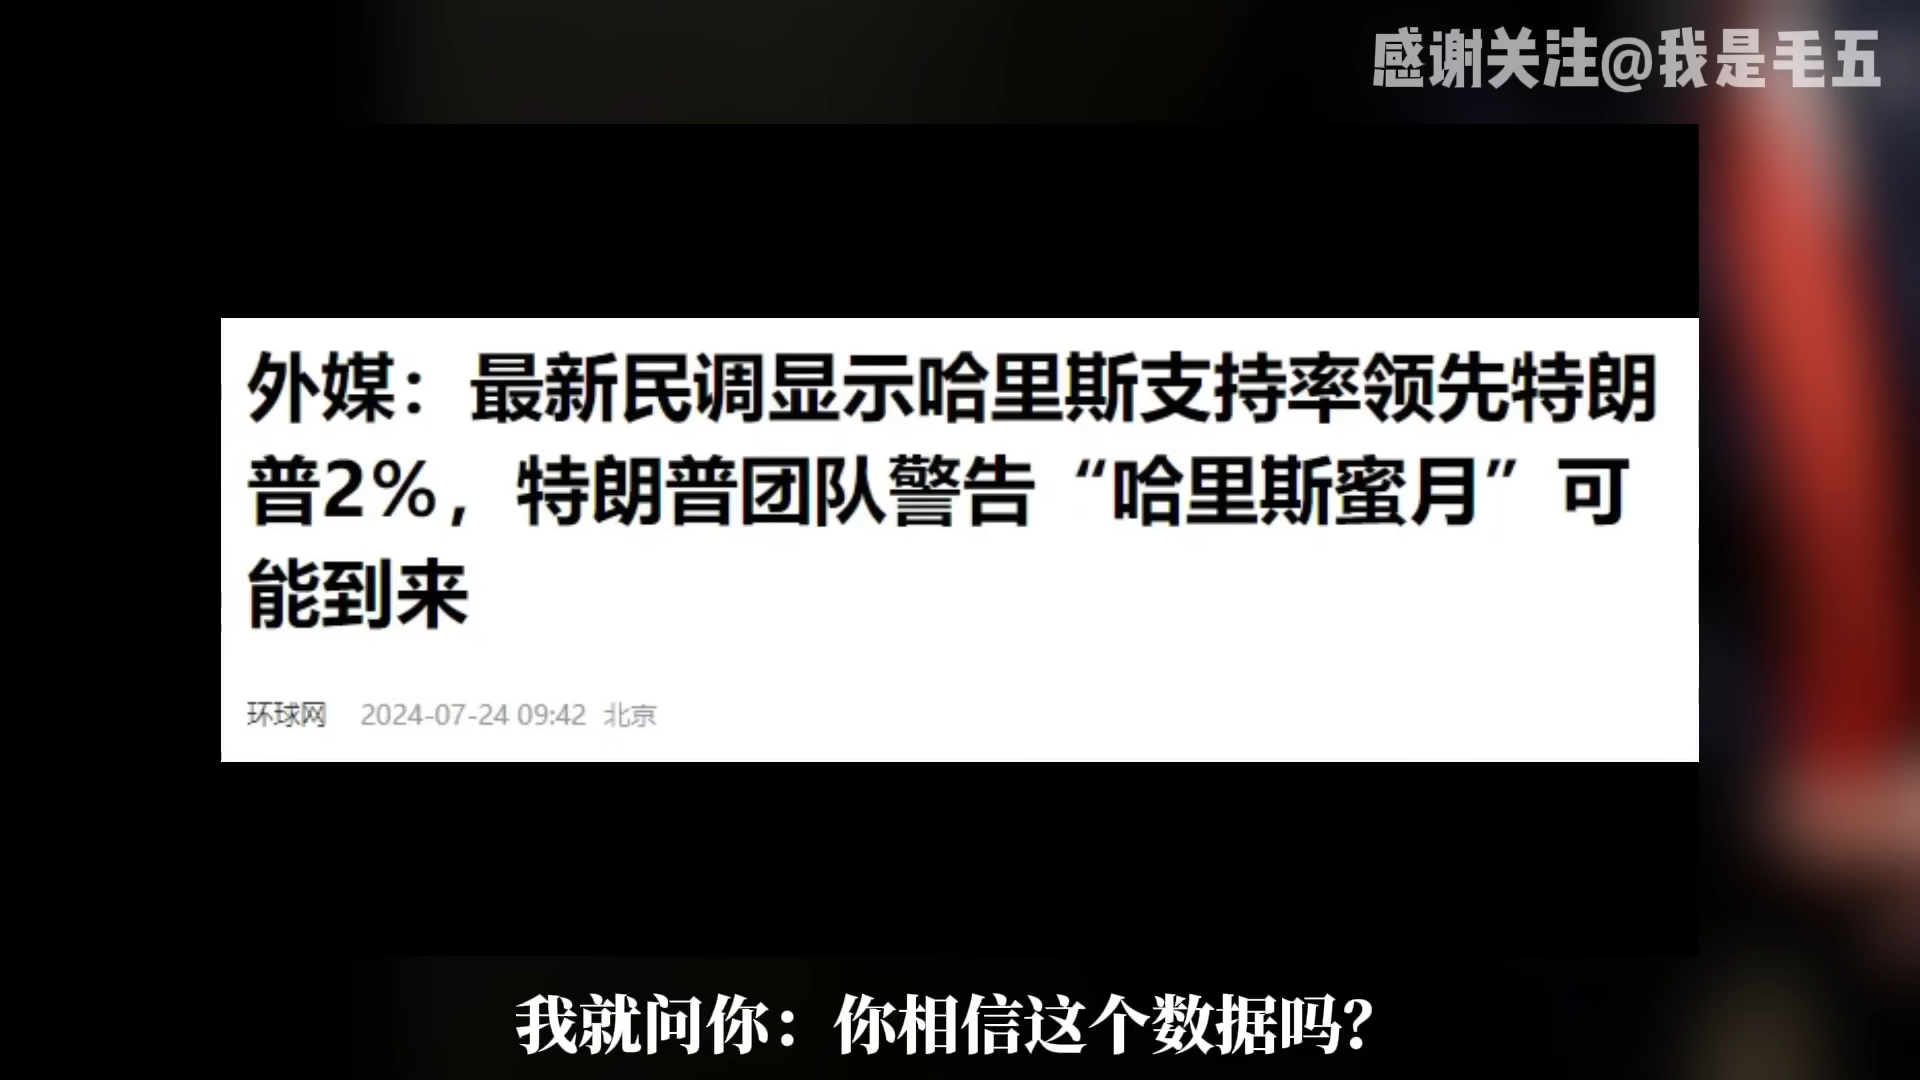 感谢关注@我是毛五
外媒：最新民调显示哈里斯支持率领先特朗
普2%，特朗普团队警告“哈里斯蜜月”可
能到来
环球网 2024-07-24 09:42 北京
我就问你：你相信这个数据吗？